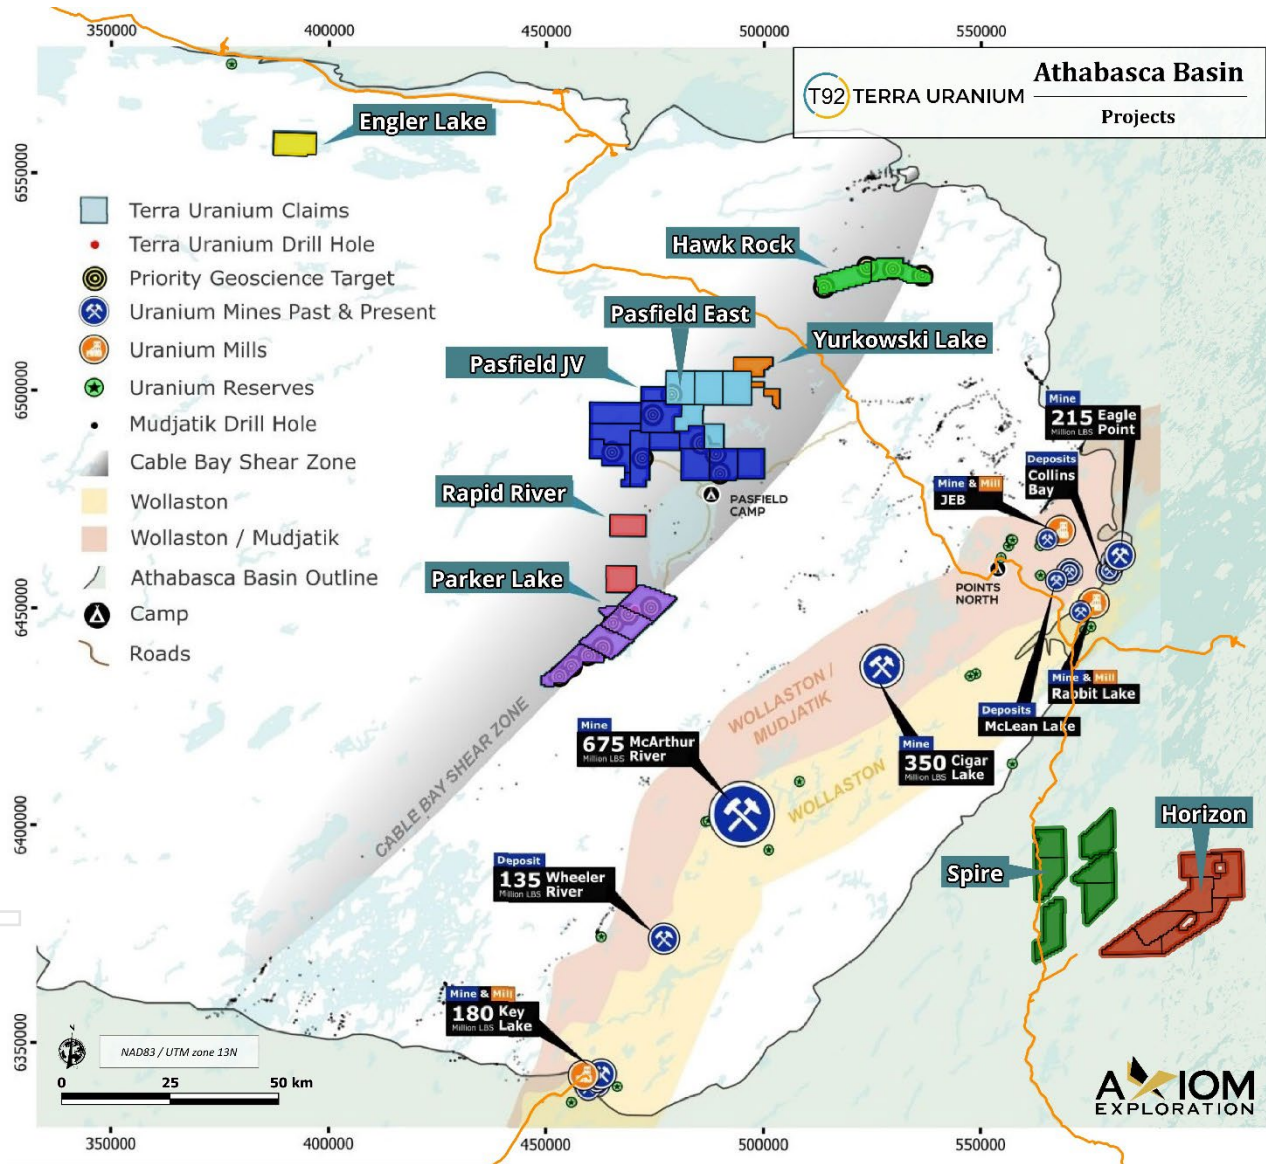 350000
400000
450000
500000
550000
T92 TERRA URANIUM
Athabasca Basin
Projects
Engler Lake
6550000
Terra Uranium Claims
Terra Uranium Drill Hole
Priority Geoscience Target
Uranium Mines Past & Present
Uranium Mills
Uranium Reserves
Mudjatik Drill Hole
Cable Bay Shear Zone
Wollaston
Wollaston / Mudjatik
Athabasca Basin Outline
Camp
Roads
6500000
6450000
6400000
6350000
Hawk Rock
Pasfield East
Yurkowski Lake
Pasfield JV
Rapid River
PASFIELD
CAMP
Parker Lake
Mine
215 Eagle
Million LBS Point
Deposits
Collins
Bay
Mine & Mill
JEB
POINTS
NORTH
Mine & Mill
Rabbit Lake
Deposits
McLean Lake
WOLLASTON /
MUDJATIK
WOLLASTON
CABLE BAY SHEAR ZONE
Mine
675 McArthur
Million LBS River
Mine
350 Cigar
Million LBS Lake
Deposit
135 Wheeler
Million LBS River
Mine & Mill
180 Key
Million LBS Lake
Spire
Horizon
N
NAD83 / UTM zone 13N
0 25 50 km
AXIOM
EXPLORATION
350000
400000
450000
500000
550000